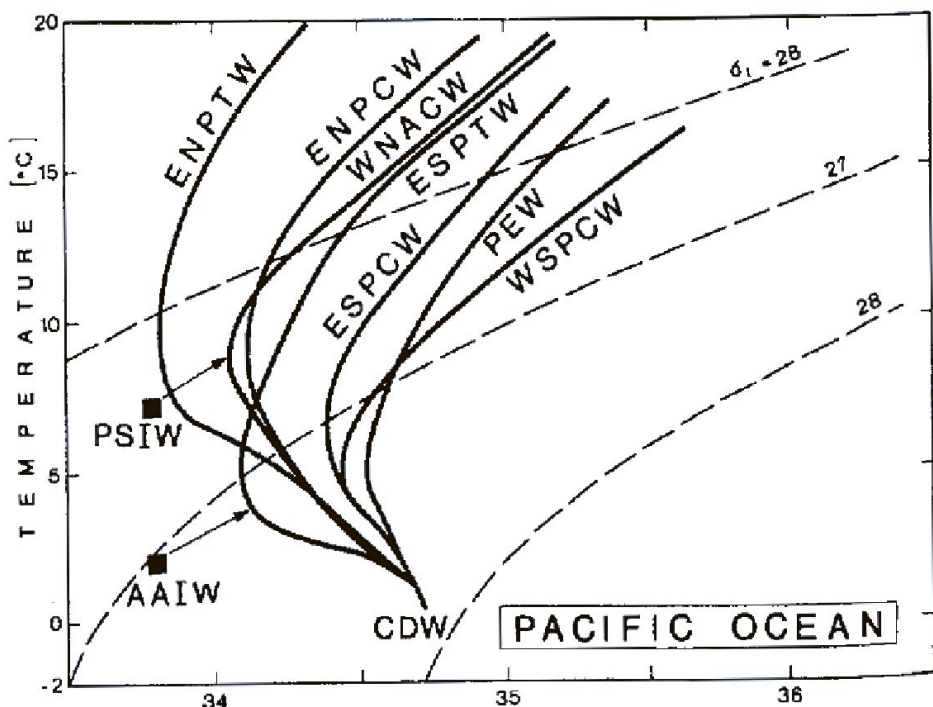 20
15
10
5
0
-2
TEMPERATURE [°C]
ENPTW
ENPCW
WNACW
ESPTW
ESPCW
PEW
WSPCW
σt = 28
27
28
PSIW
AAIW
CDW
PACIFIC OCEAN
34
35
36